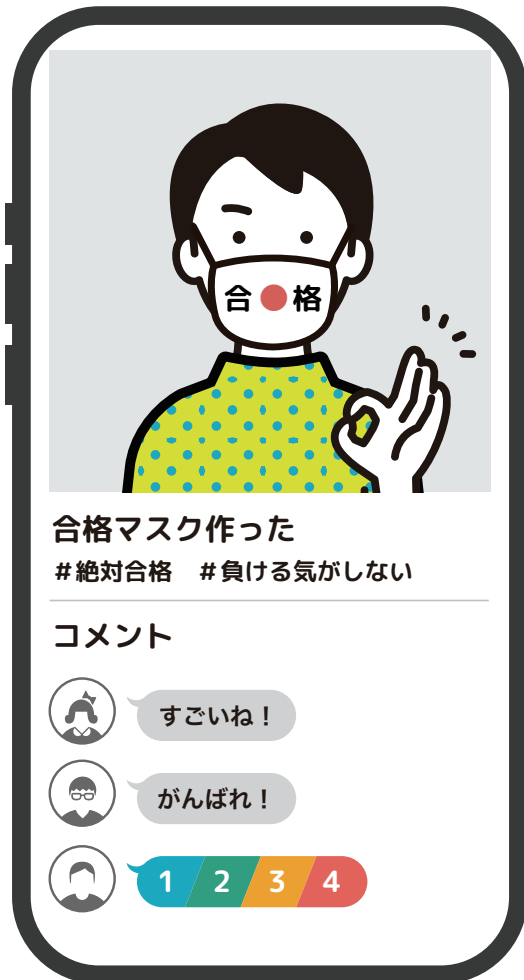 合●格
合格マスク作った
#絶対合格 #負ける気がしない
コメント
すごいね！
がんばれ！
1 2 3 4